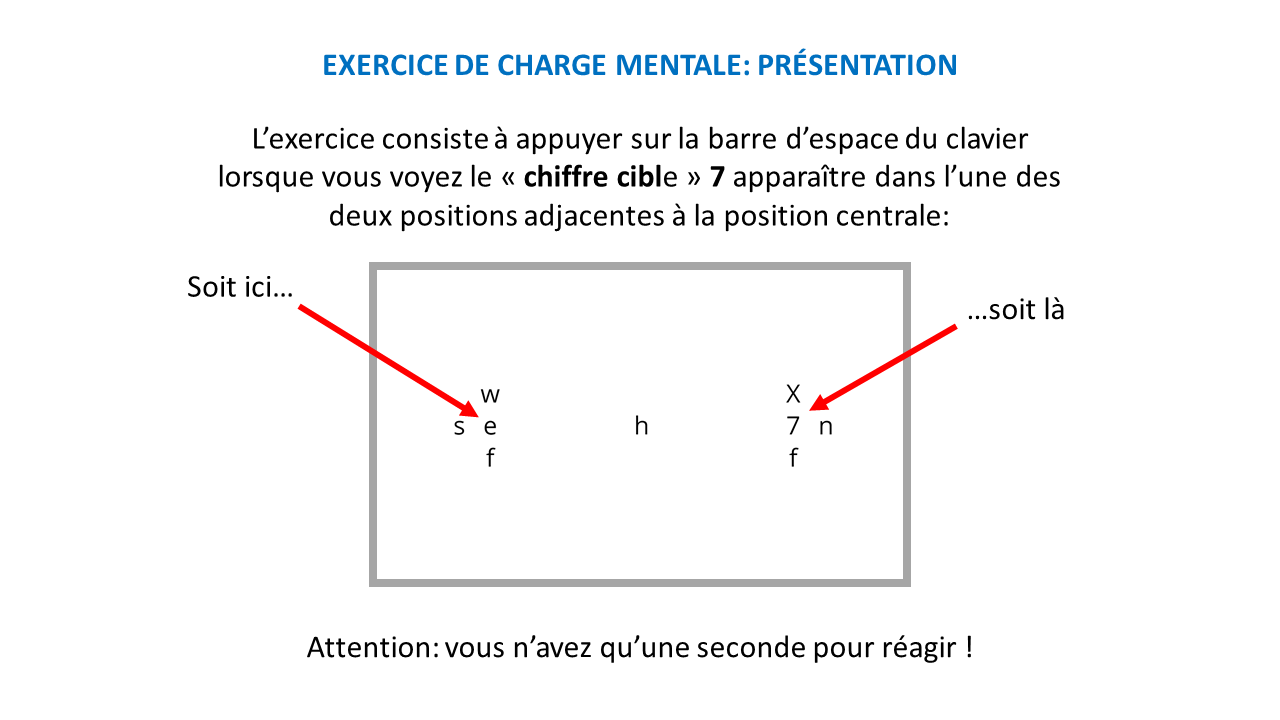 EXERCICE DE CHARGE MENTALE: PRÉSENTATION
L’exercice consiste à appuyer sur la barre d’espace du clavier
lorsque vous voyez le « chiffre cible » 7 apparaître dans l’une des
deux positions adjacentes à la position centrale:
Soit ici…
…soit là
w X
s e h 7 n
f f
Attention: vous n’avez qu’une seconde pour réagir !